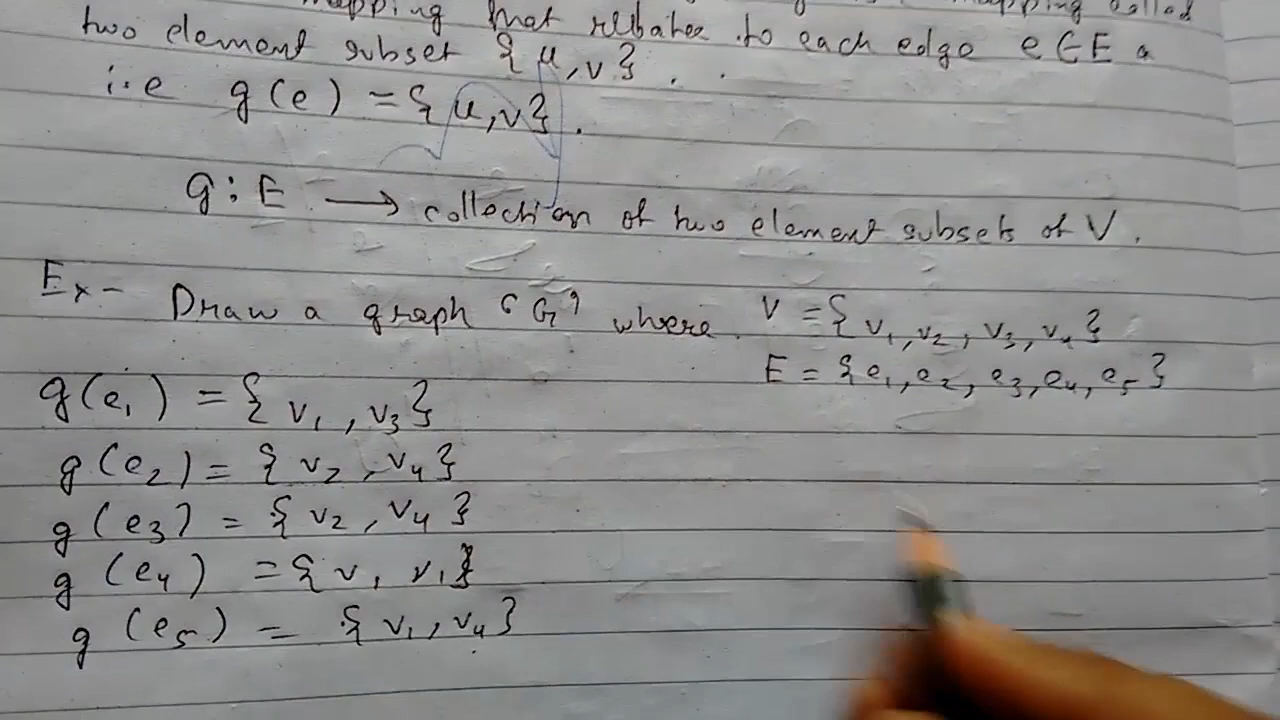 mapping that
two element subset {u, v}.
to each edge e ∈ E a
i.e g(e) = {u, v}.
g : E → collection of two element subsets of V.
Ex - Draw a graph 'G' where V = {v₁, v₂, v₃, v₄}
E = {e₁, e₂, e₃, e₄, e₅}
g(e₁) = {v₁, v₃}
g(e₂) = {v₂, v₄}
g(e₃) = {v₂, v₄}
g(e₄) = {v₁ v₁}
g(e₅) = {v₁, v₄}